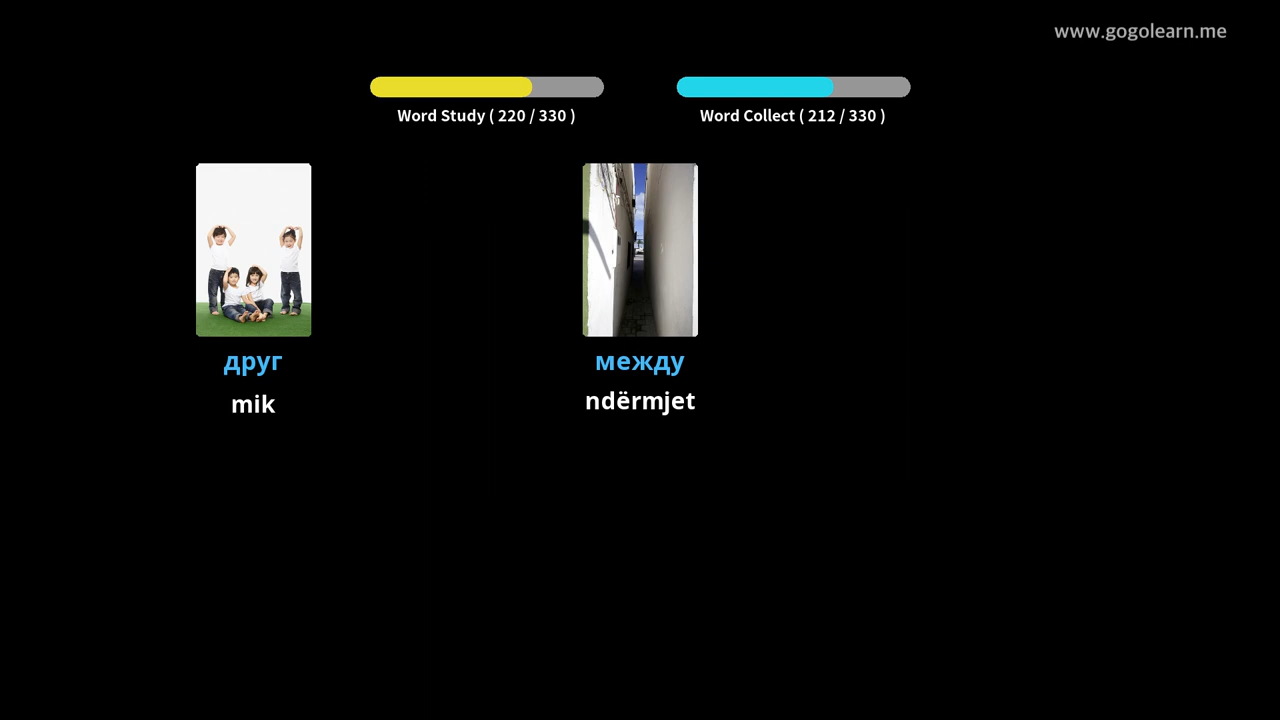 www.gogolearn.me
Word Study ( 220 / 330 )
Word Collect ( 212 / 330 )
друг
mik
между
ndërmjet